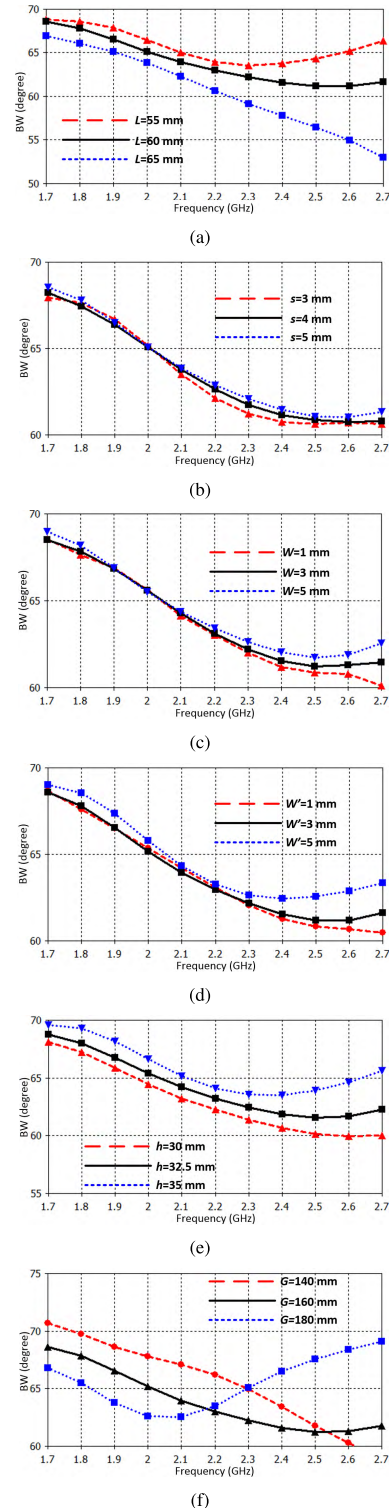 70
65
60
55
50
BW (degree)
L=55 mm
L=60 mm
L=65 mm
1.7 1.8 1.9 2 2.1 2.2 2.3 2.4 2.5 2.6 2.7
Frequency (GHz)
(a)
70
65
60
BW (degree)
s=3 mm
s=4 mm
s=5 mm
1.7 1.8 1.9 2 2.1 2.2 2.3 2.4 2.5 2.6 2.7
Frequency (GHz)
(b)
70
65
60
BW (degree)
W=1 mm
W=3 mm
W=5 mm
1.7 1.8 1.9 2 2.1 2.2 2.3 2.4 2.5 2.6 2.7
Frequency (GHz)
(c)
70
65
60
BW (degree)
W'=1 mm
W'=3 mm
W'=5 mm
1.7 1.8 1.9 2 2.1 2.2 2.3 2.4 2.5 2.6 2.7
Frequency (GHz)
(d)
70
65
60
55
BW (degree)
h=30 mm
h=32.5 mm
h=35 mm
1.7 1.8 1.9 2 2.1 2.2 2.3 2.4 2.5 2.6 2.7
Frequency (GHz)
(e)
75
70
65
60
BW (degree)
G=140 mm
G=160 mm
G=180 mm
1.7 1.8 1.9 2 2.1 2.2 2.3 2.4 2.5 2.6 2.7
Frequency (GHz)
(f)